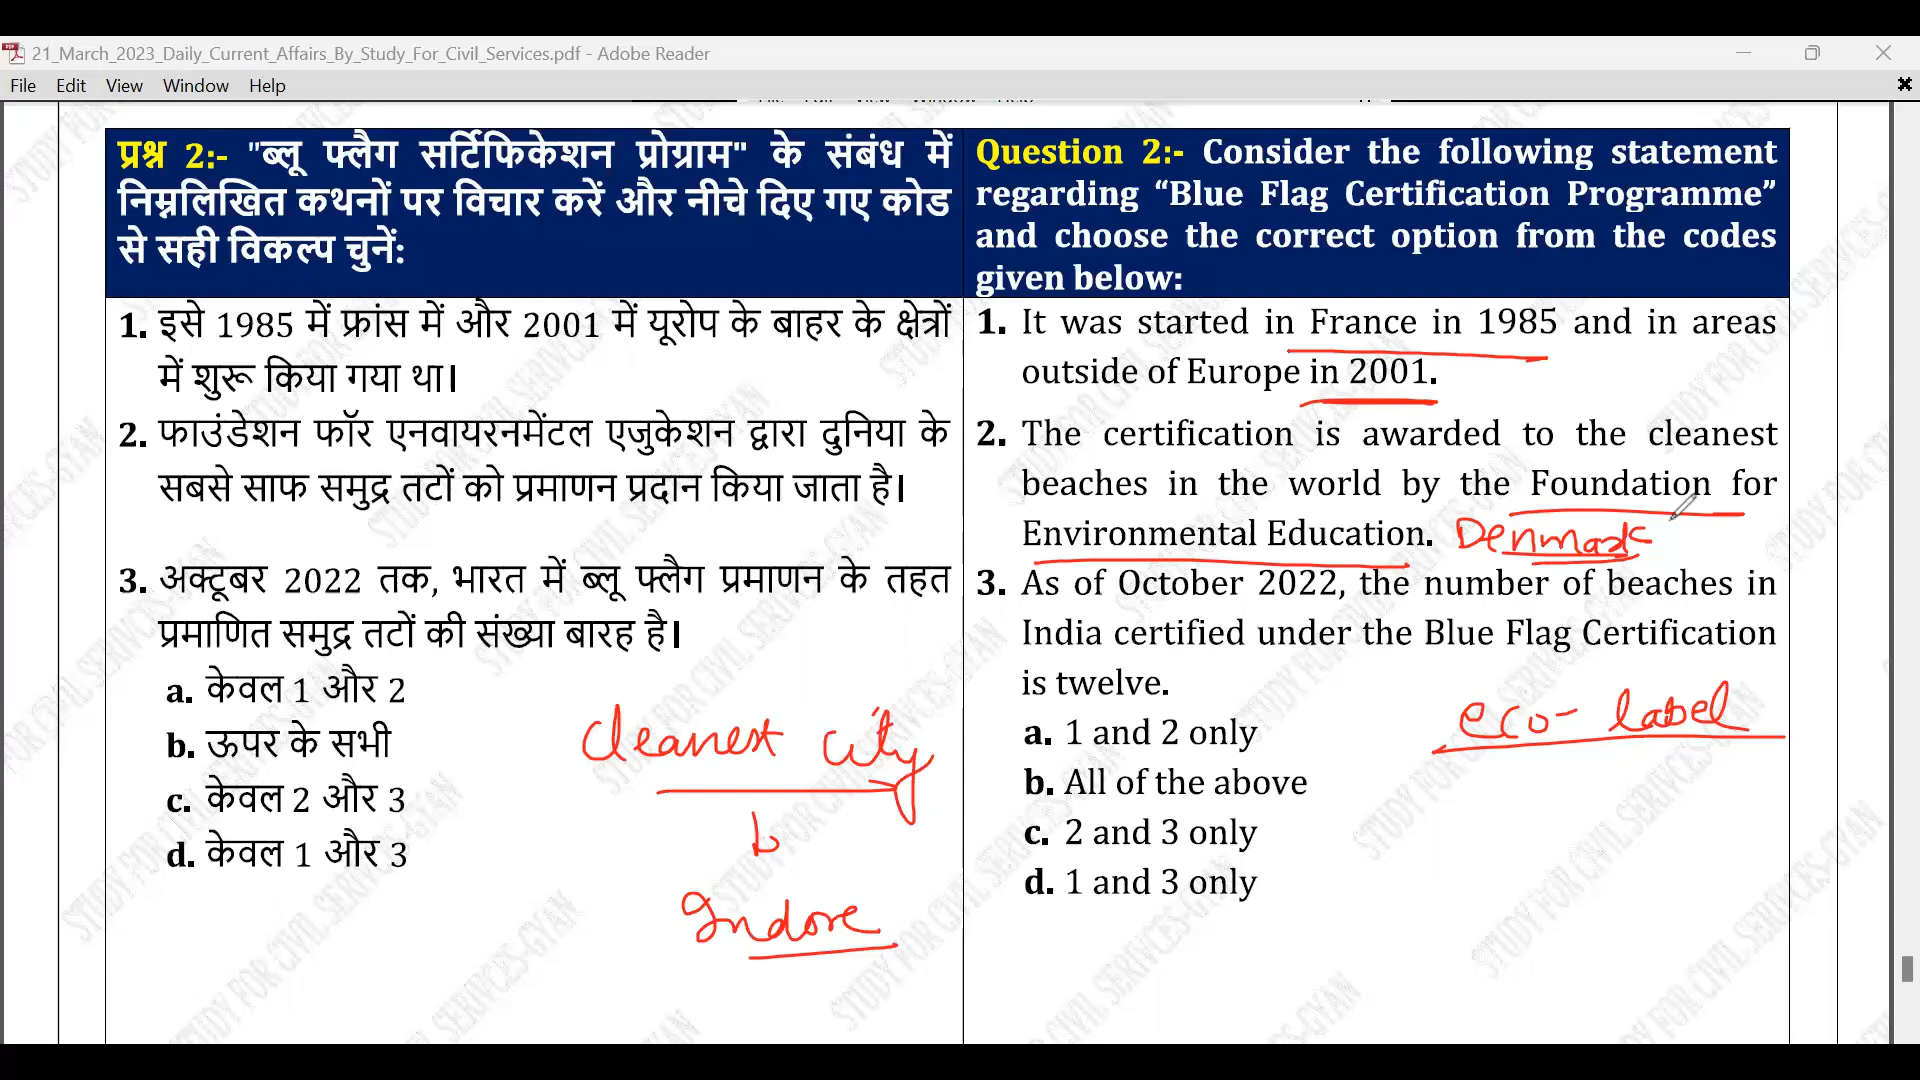 21_March_2023_Daily_Current_Affairs_By_Study_For_Civil_Services.pdf - Adobe Reader
File Edit View Window Help
प्रश्न 2:- "ब्लू फ्लैग सर्टिफिकेशन प्रोग्राम" के संबंध में
निम्नलिखित कथनों पर विचार करें और नीचे दिए गए कोड
से सही विकल्प चुनें:
1. इसे 1985 में फ्रांस में और 2001 में यूरोप के बाहर के क्षेत्रों
में शुरू किया गया था।
2. फाउंडेशन फॉर एनवायरनमेंटल एजुकेशन द्वारा दुनिया के
सबसे साफ समुद्र तटों को प्रमाणन प्रदान किया जाता है।
3. अक्टूबर 2022 तक, भारत में ब्लू फ्लैग प्रमाणन के तहत
प्रमाणित समुद्र तटों की संख्या बारह है।
a. केवल 1 और 2
b. ऊपर के सभी
c. केवल 2 और 3
d. केवल 1 और 3
Cleanest city
b
Indore
Question 2:- Consider the following statement
regarding “Blue Flag Certification Programme”
and choose the correct option from the codes
given below:
1. It was started in France in 1985 and in areas
outside of Europe in 2001.
2. The certification is awarded to the cleanest
beaches in the world by the Foundation for
Environmental Education. Denmark
3. As of October 2022, the number of beaches in
India certified under the Blue Flag Certification
is twelve.
eco-label
a. 1 and 2 only
b. All of the above
c. 2 and 3 only
d. 1 and 3 only
STUDY FOR CIVIL SERIVCES-GYAN